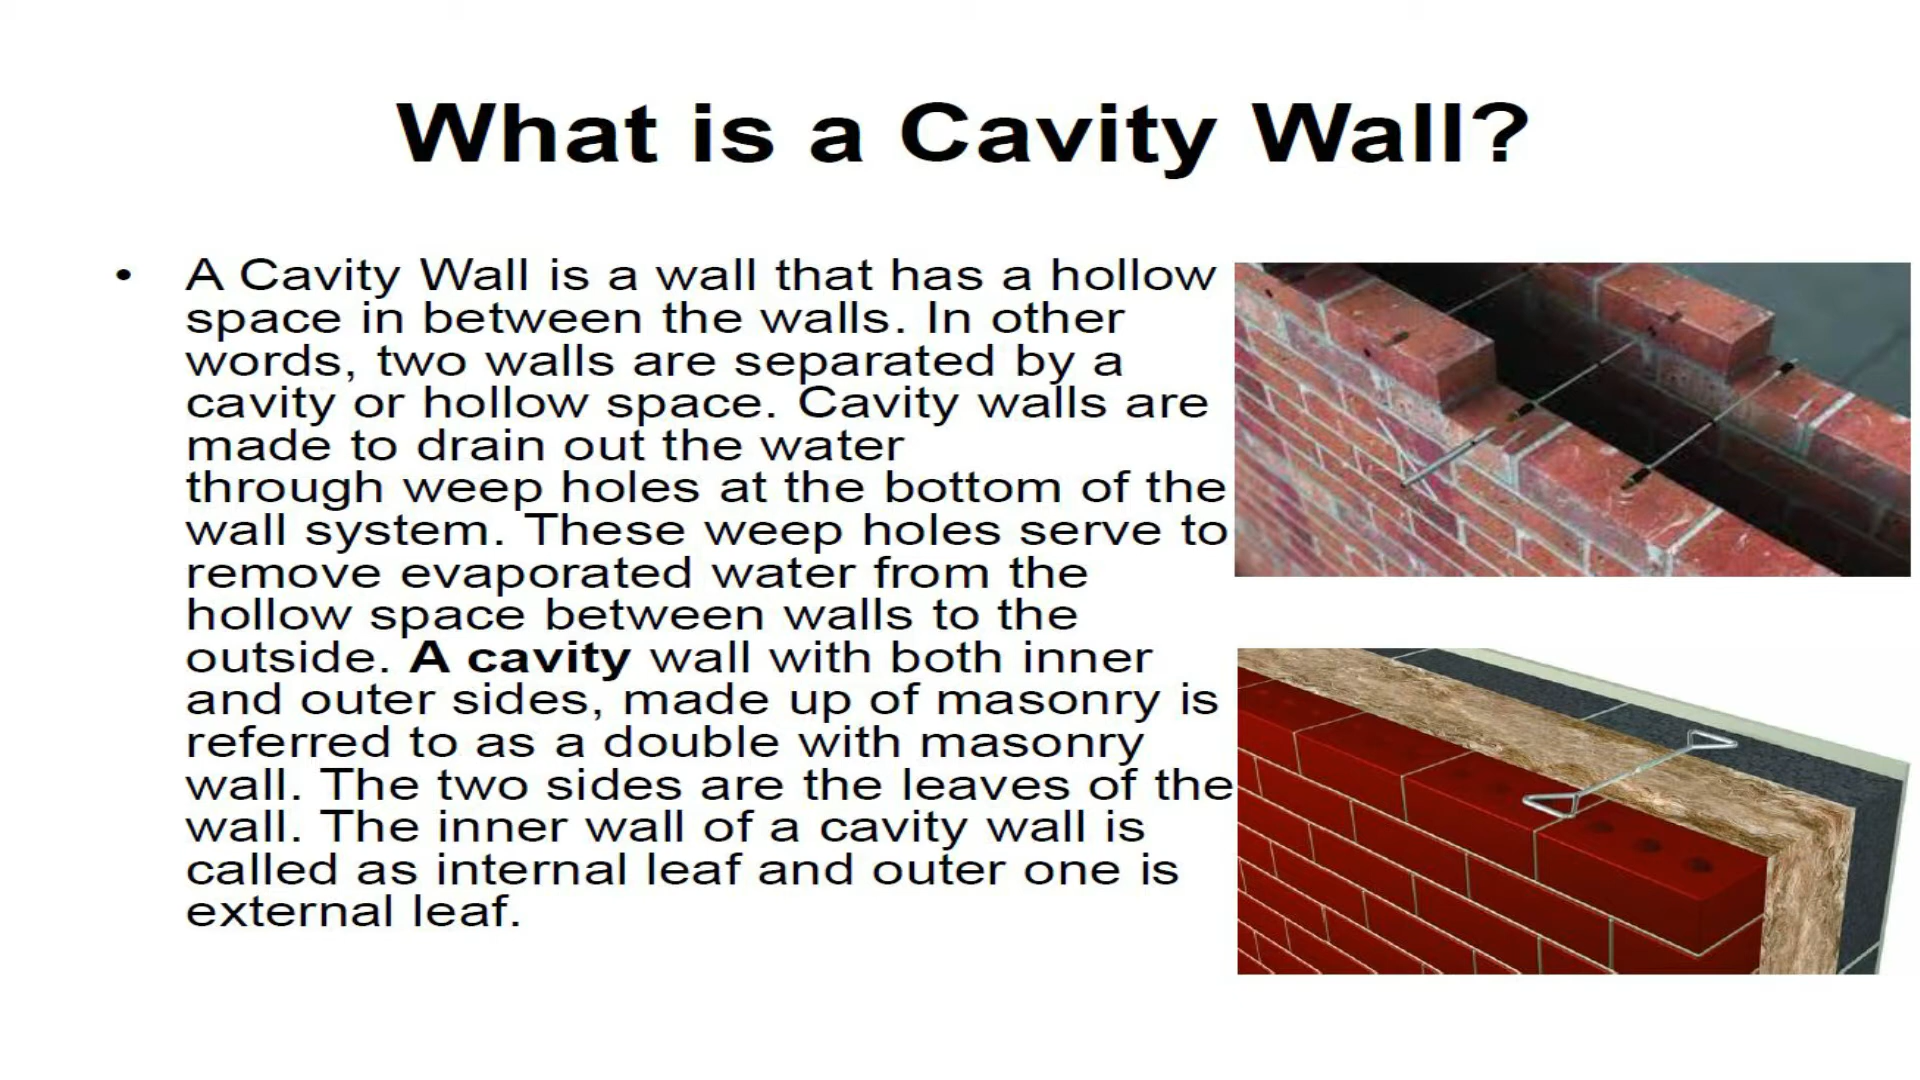 What is a Cavity Wall?
• A Cavity Wall is a wall that has a hollow
space in between the walls. In other
words, two walls are separated by a
cavity or hollow space. Cavity walls are
made to drain out the water
through weep holes at the bottom of the
wall system. These weep holes serve to
remove evaporated water from the
hollow space between walls to the
outside. A cavity wall with both inner
and outer sides, made up of masonry is
referred to as a double with masonry
wall. The two sides are the leaves of the
wall. The inner wall of a cavity wall is
called as internal leaf and outer one is
external leaf.